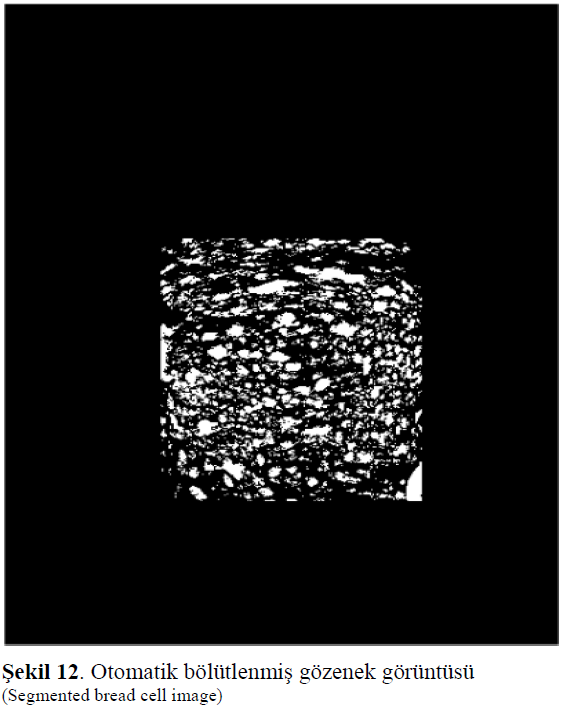 Şekil 12. Otomatik bölütlenmiş gözenek görüntüsü
(Segmented bread cell image)